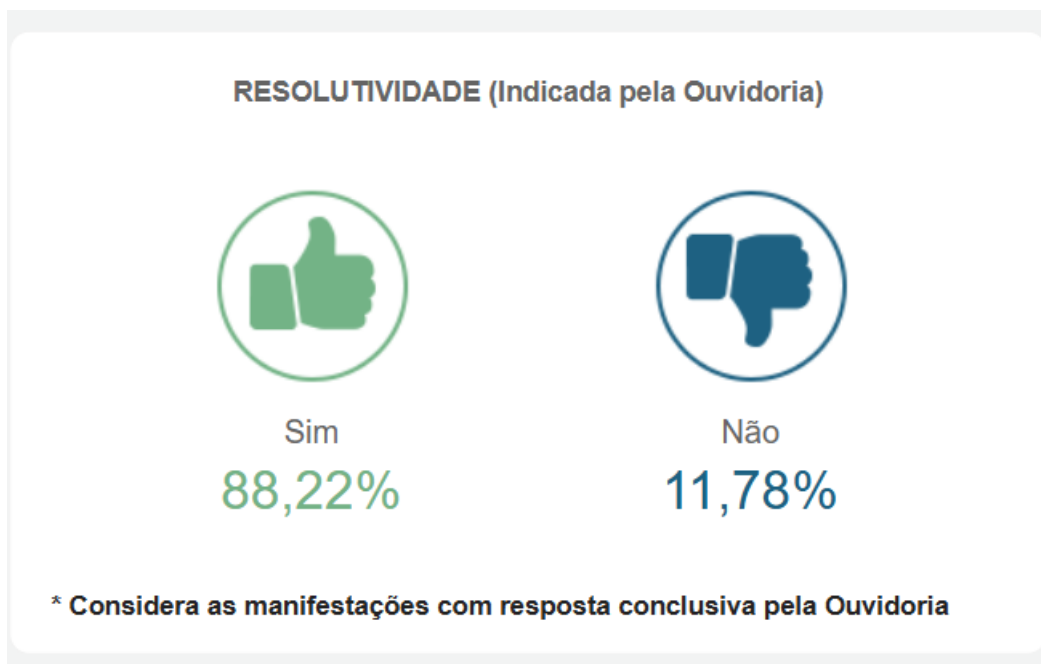 RESOLUTIVIDADE (Indicada pela Ouvidoria)
Sim
Não
88,22%
11,78%
* Considera as manifestações com resposta conclusiva pela Ouvidoria